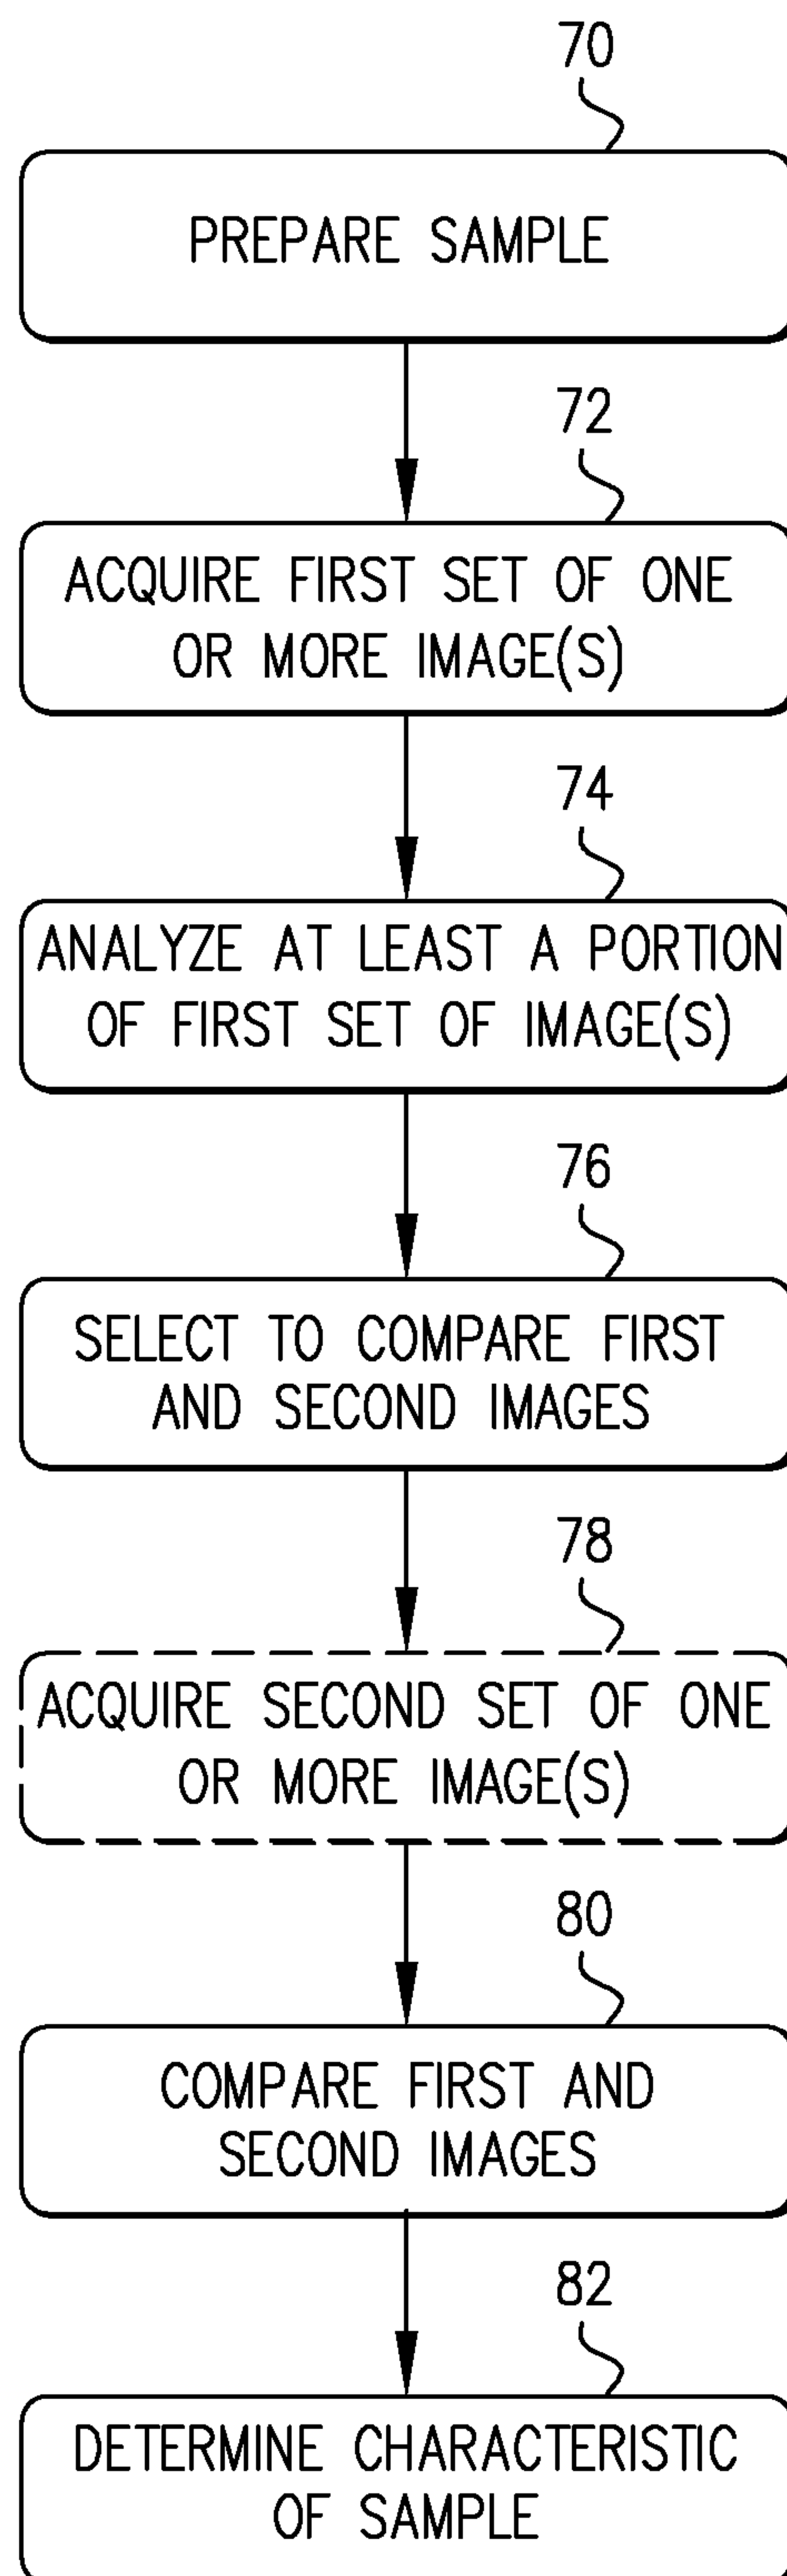 70
PREPARE SAMPLE
72
ACQUIRE FIRST SET OF ONE
OR MORE IMAGE(S)
74
ANALYZE AT LEAST A PORTION
OF FIRST SET OF IMAGE(S)
76
SELECT TO COMPARE FIRST
AND SECOND IMAGES
78
ACQUIRE SECOND SET OF ONE
OR MORE IMAGE(S)
80
COMPARE FIRST AND
SECOND IMAGES
82
DETERMINE CHARACTERISTIC
OF SAMPLE